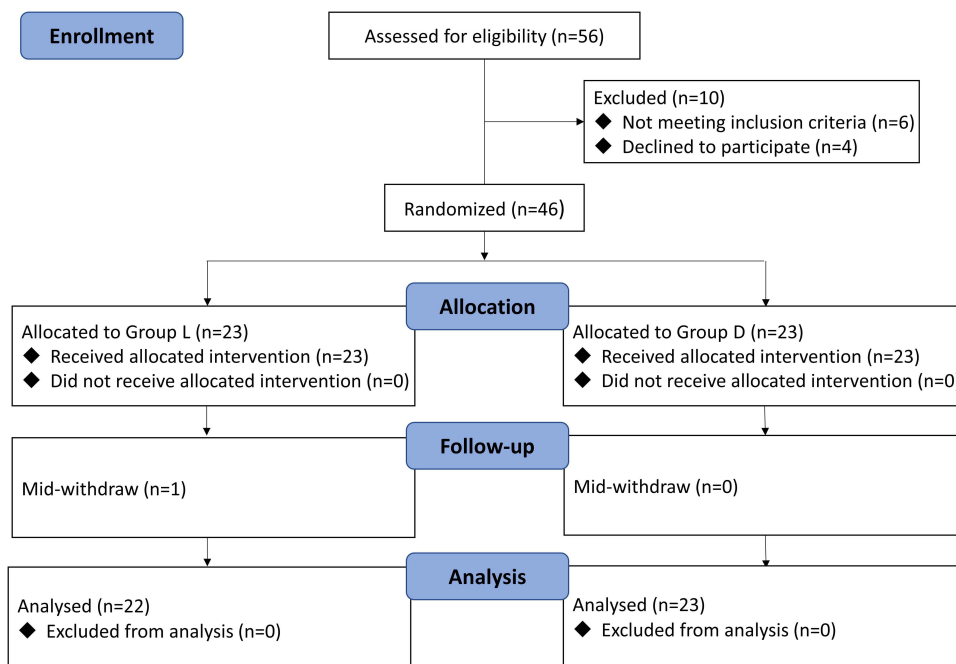 Enrollment
Assessed for eligibility (n=56)
Excluded (n=10)
◆ Not meeting inclusion criteria (n=6)
◆ Declined to participate (n=4)
Randomized (n=46)
Allocation
Allocated to Group L (n=23)
◆ Received allocated intervention (n=23)
◆ Did not receive allocated intervention (n=0)
Allocated to Group D (n=23)
◆ Received allocated intervention (n=23)
◆ Did not receive allocated intervention (n=0
Follow-up
Mid-withdraw (n=1)
Mid-withdraw (n=0)
Analysis
Analysed (n=22)
◆ Excluded from analysis (n=0)
Analysed (n=23)
◆ Excluded from analysis (n=0)